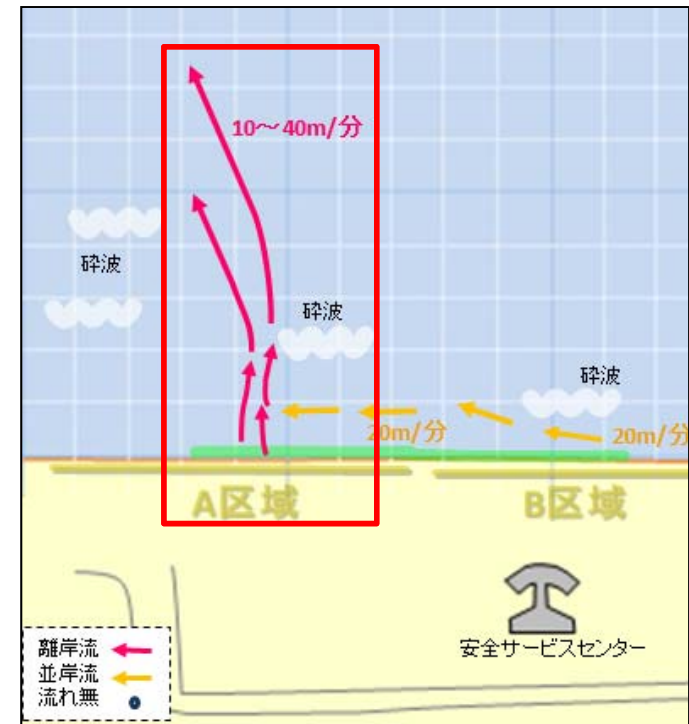 10～40m/分
砕波
砕波
砕波
20m/分
20m/分
A区域
B区域
安全サービスセンター
離岸流
並岸流
流れ無